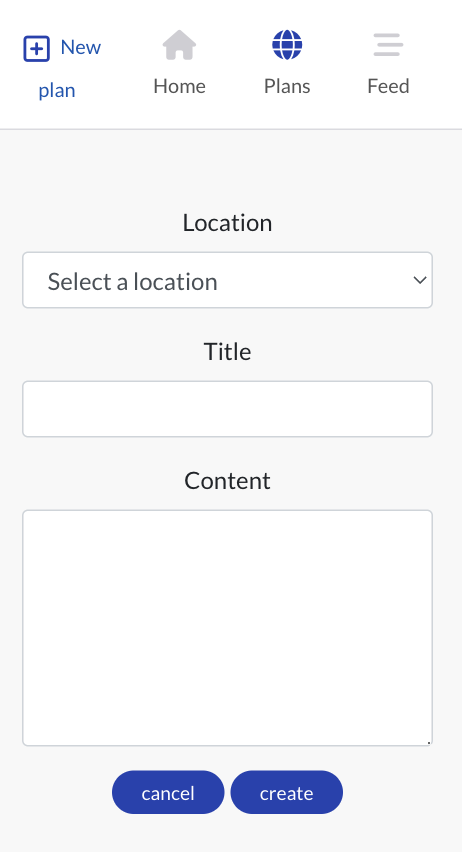 New
plan
Home
Plans
Feed
Location
Select a location
Title
Content
cancel
create